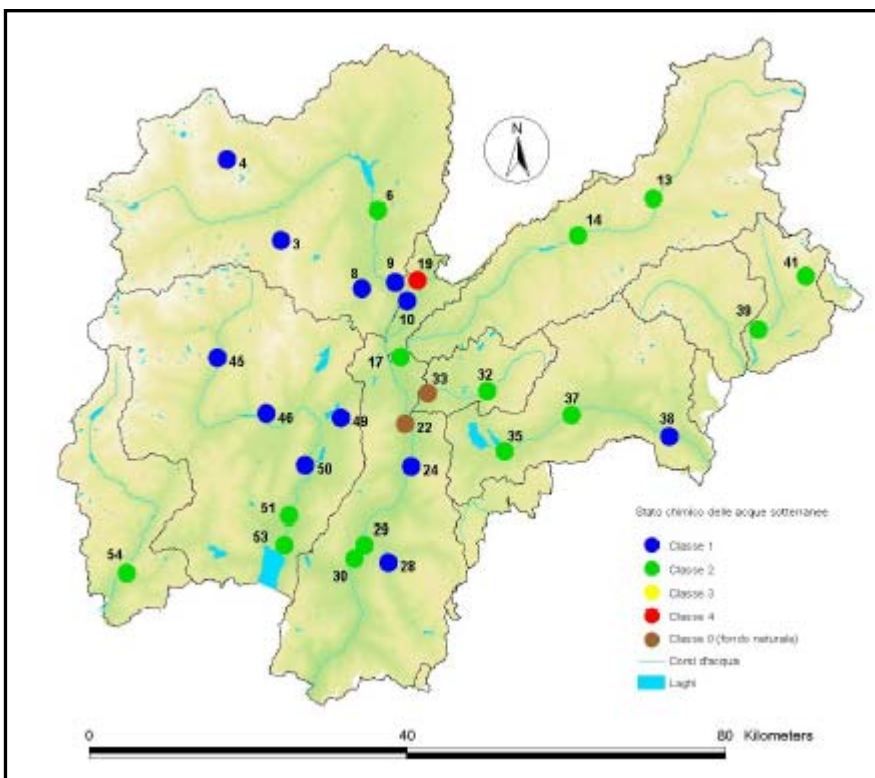 N
4
13
6
14
3
9
19
8
41
10
39
17
45
33
32
37
46
49
22
38
35
50
24
51
29
53
54
30
28
Stato chimico delle acque sotterranee
Classe 1
Classe 2
Classe 3
Classe 4
Classe 0 (fondo naturale)
Corsi d'acqua
Laghi
0 40 80 Kilometers